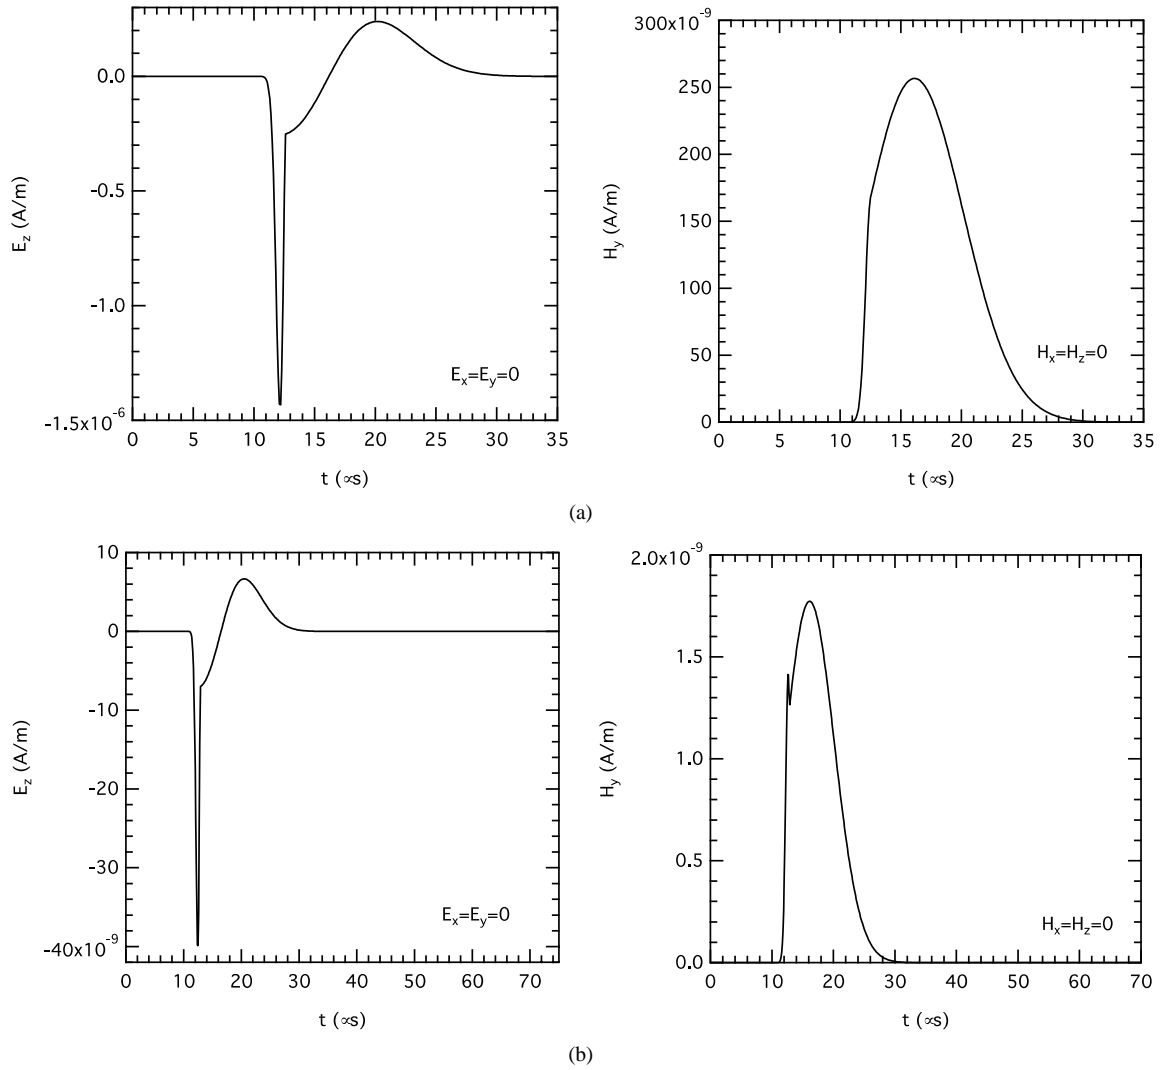 0.0
-0.5
-1.0
-1.5x10⁻⁶
E_z (A/m)
0 5 10 15 20 25 30 35
t (∝s)
E_x=E_y=0
300x10⁻⁹
250
200
150
100
50
0
H_y (A/m)
0 5 10 15 20 25 30 35
t (∝s)
H_x=H_z=0
(a)
10
0
-10
-20
-30
-40x10⁻⁹
E_z (A/m)
0 10 20 30 40 50 60 70
t (∝s)
E_x=E_y=0
2.0x10⁻⁹
1.5
1.0
0.5
0.0
H_y (A/m)
0 10 20 30 40 50 60 70
t (∝s)
H_x=H_z=0
(b)